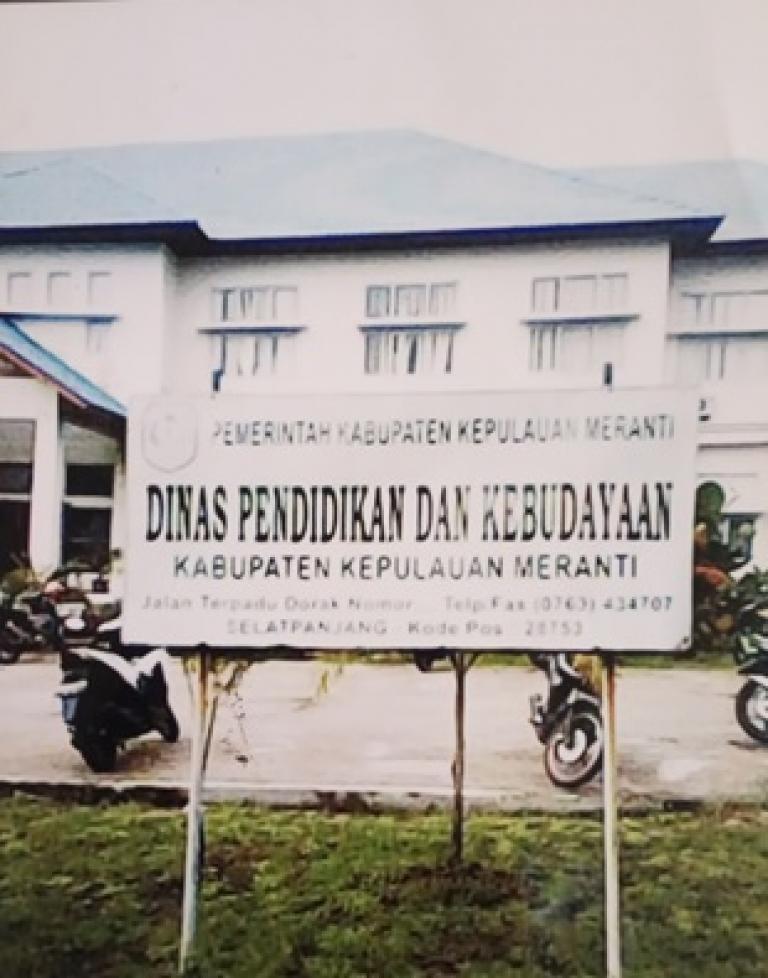 PEMERINTAH KABUPATEN KEPULAUAN MERANTI
DINAS PENDIDIKAN DAN KEBUDAYAAN
KABUPATEN KEPULAUAN MERANTI
Jalan Terpadu Dorak Nomor... Telp/Fax (0763) 434707
SELATPANJANG - Kode Pos : 28753